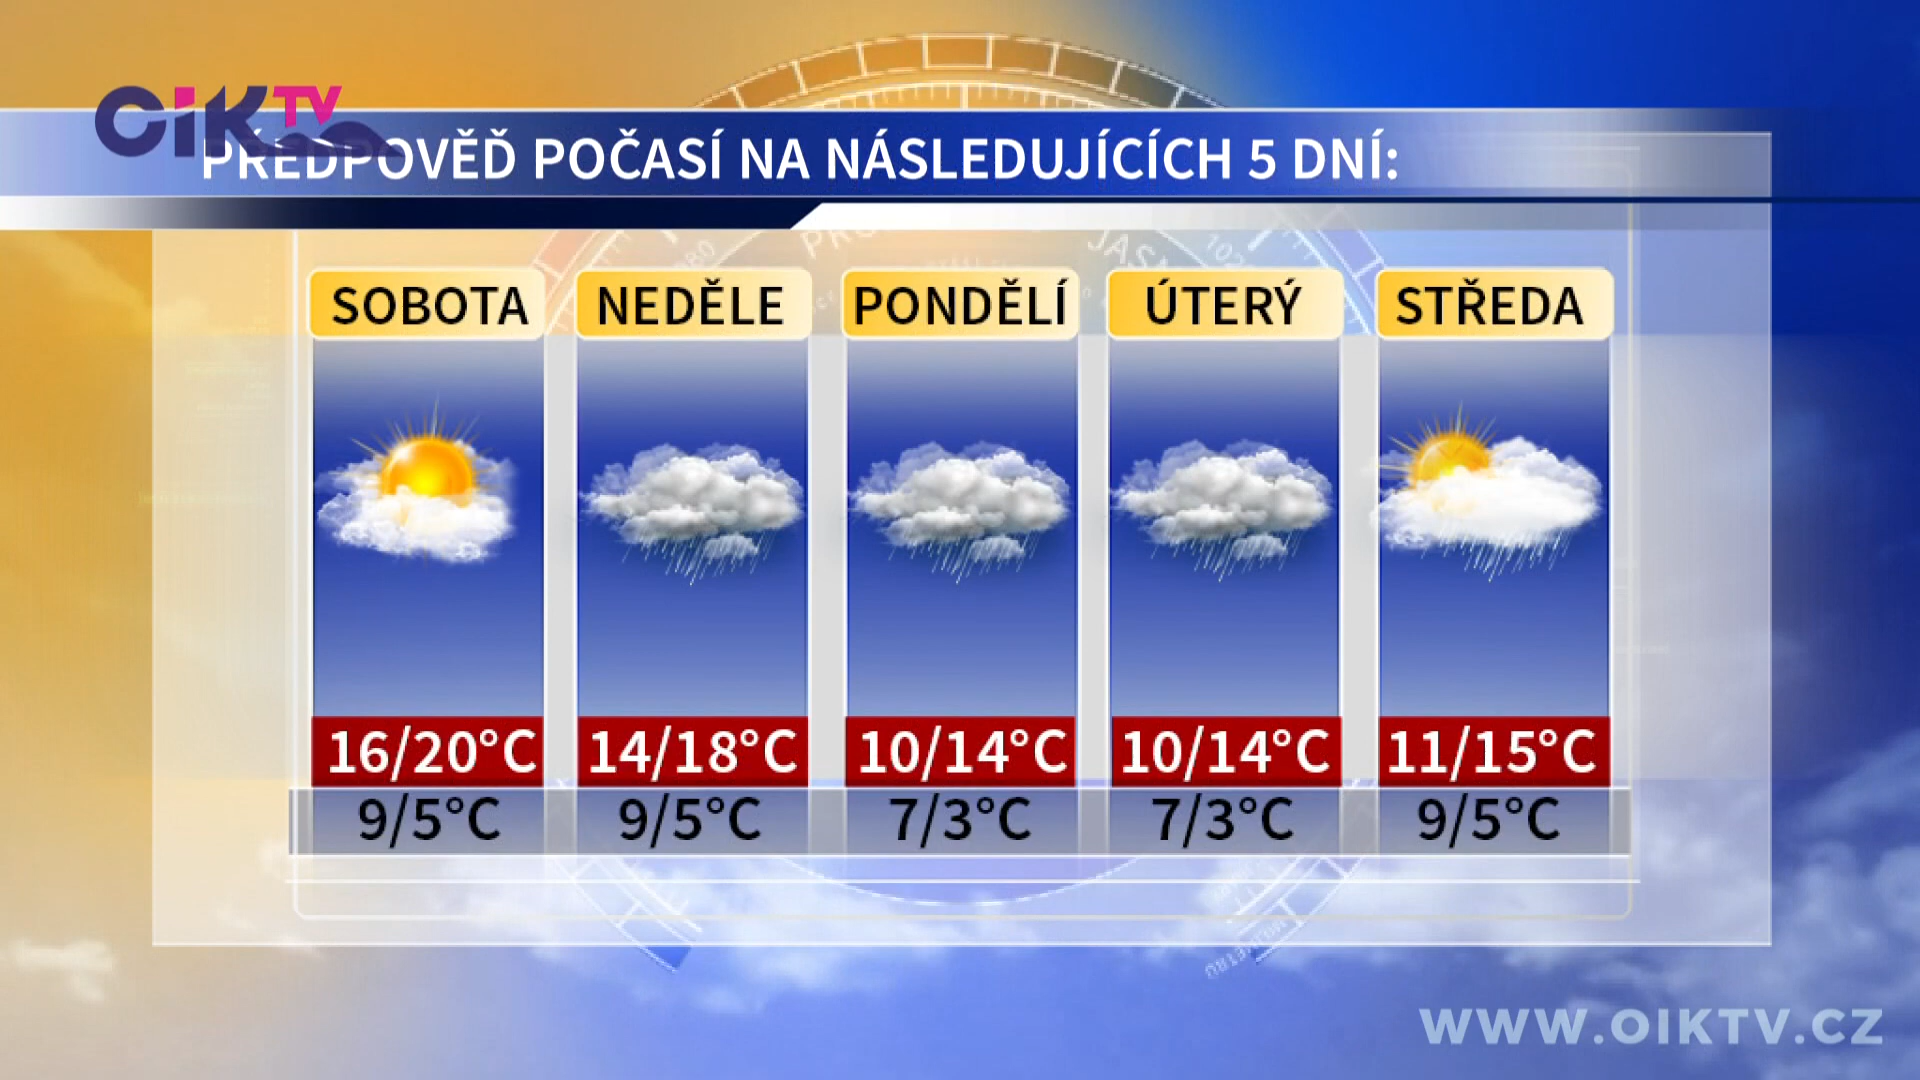 OIK TV
PŘEDPOVĚĎ POČASÍ NA NÁSLEDUJÍCÍCH 5 DNÍ:
SOBOTA NEDĚLE PONDĚLÍ ÚTERÝ STŘEDA
16/20°C 14/18°C 10/14°C 10/14°C 11/15°C
9/5°C 9/5°C 7/3°C 7/3°C 9/5°C
WWW.OIKTV.CZ